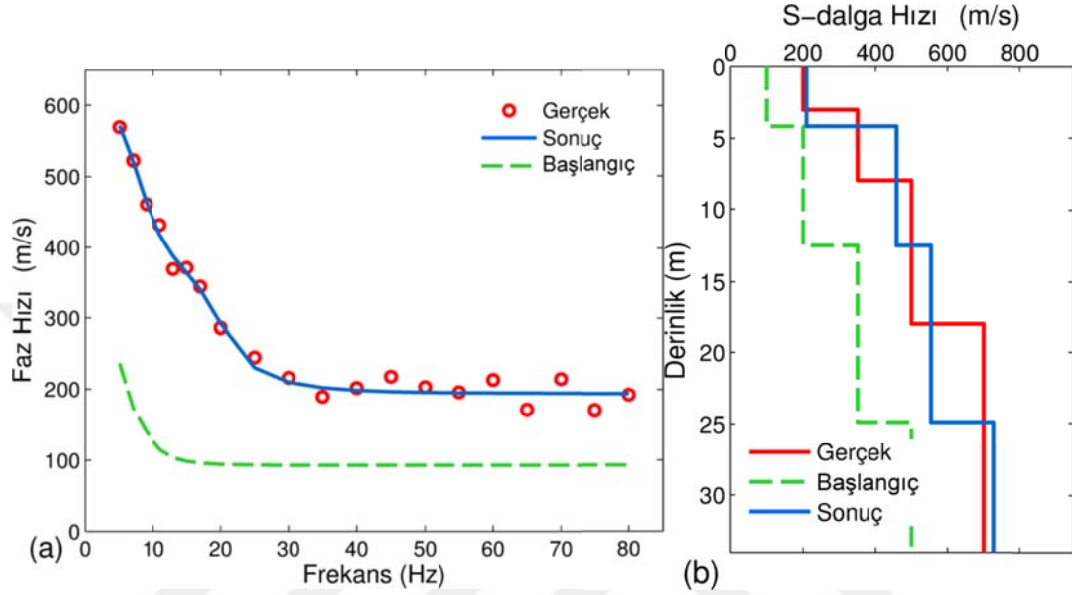 600
500
400
300
200
100
0
Faz Hızı (m/s)
Gerçek
Sonuç
Başlangıç
0 10 20 30 40 50 60 70 80
Frekans (Hz)
(a)
S-dalga Hızı (m/s)
0 200 400 600 800
0
5
10
15
20
25
30
Derinlik (m)
Gerçek
Başlangıç
Sonuç
(b)